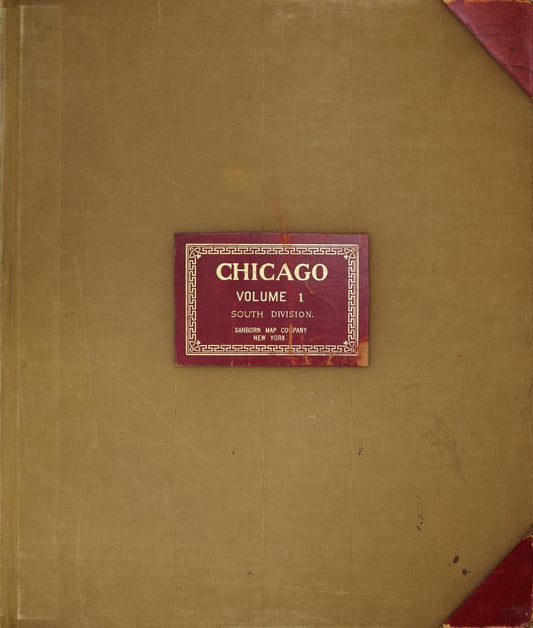 CHICAGO
VOLUME 1
SOUTH DIVISION.
SANBORN MAP COMPANY
NEW YORK